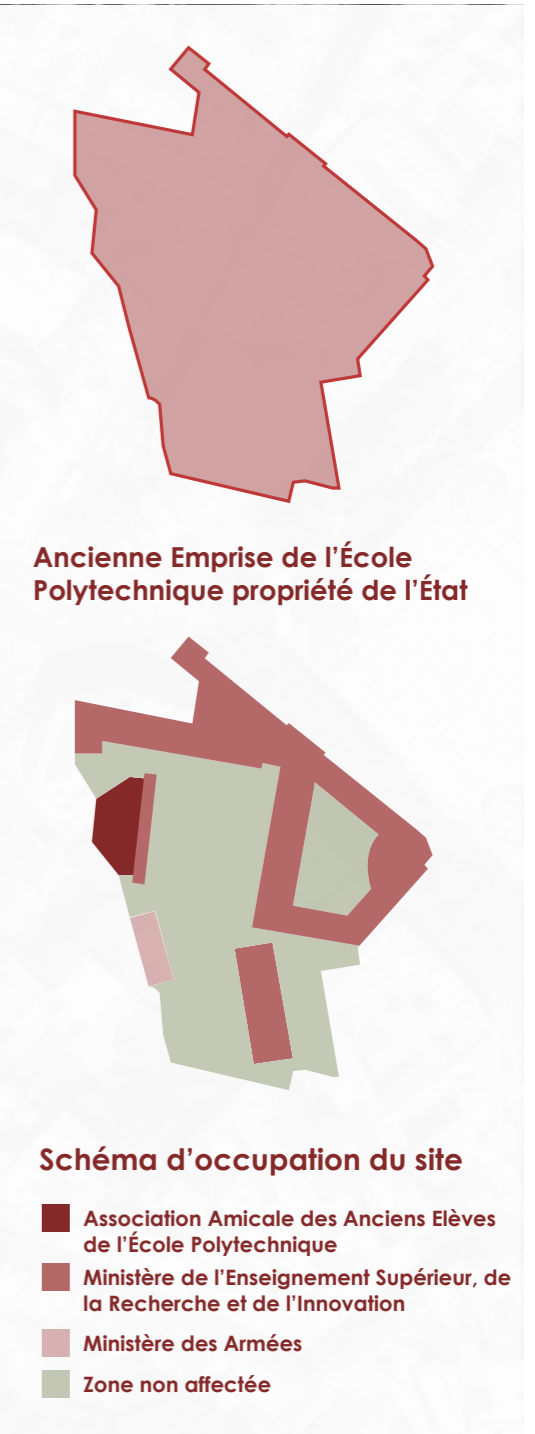 Ancienne Emprise de l’École
Polytechnique propriété de l’État
Schéma d’occupation du site
Association Amicale des Anciens Elèves
de l’École Polytechnique
Ministère de l’Enseignement Supérieur, de
la Recherche et de l’Innovation
Ministère des Armées
Zone non affectée